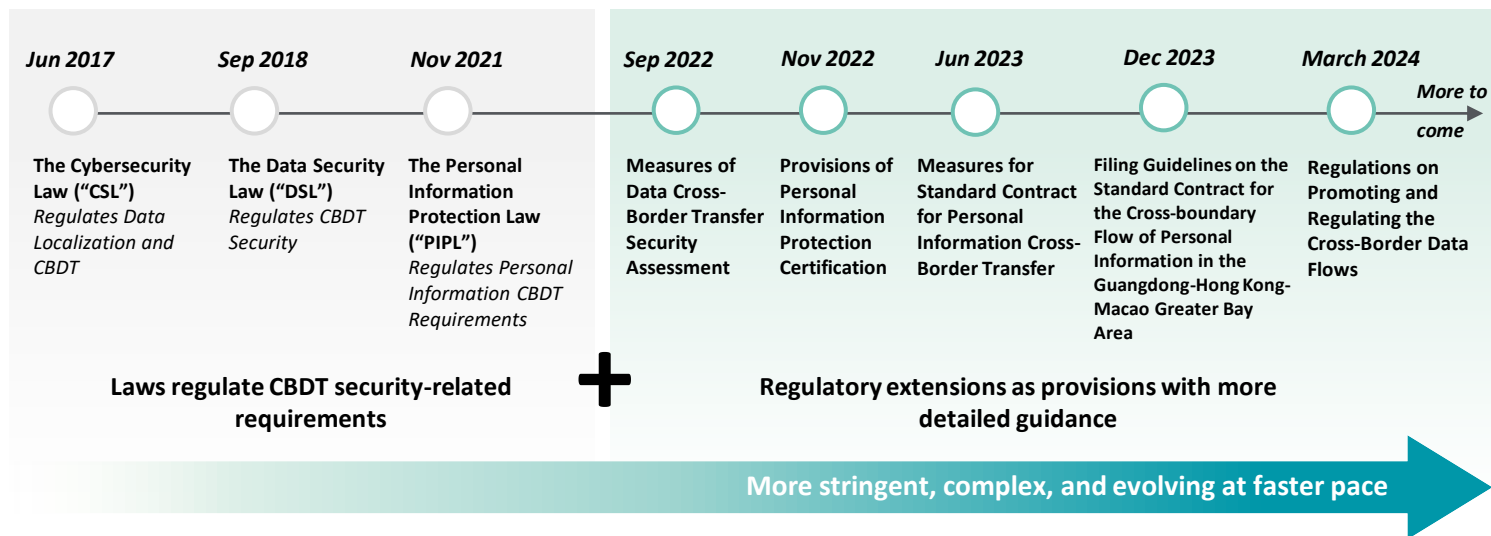 Jun 2017
Sep 2018
Nov 2021
Sep 2022
Nov 2022
Jun 2023
Dec 2023
March 2024
More to
come
The Cybersecurity
Law (“CSL”)
Regulates Data
Localization and
CBDT
The Data Security
Law (“DSL”)
Regulates CBDT
Security
The Personal
Information
Protection Law
(“PIPL”)
Regulates Personal
Information CBDT
Requirements
Measures of
Data Cross-
Border Transfer
Security
Assessment
Provisions of
Personal
Information
Protection
Certification
Measures for
Standard Contract
for Personal
Information Cross-
Border Transfer
Filing Guidelines on the
Standard Contract for
the Cross-boundary
Flow of Personal
Information in the
Guangdong-Hong Kong-
Macao Greater Bay
Area
Regulations on
Promoting and
Regulating the
Cross-Border Data
Flows
Laws regulate CBDT security-related
requirements
+
Regulatory extensions as provisions with more
detailed guidance
More stringent, complex, and evolving at faster pace